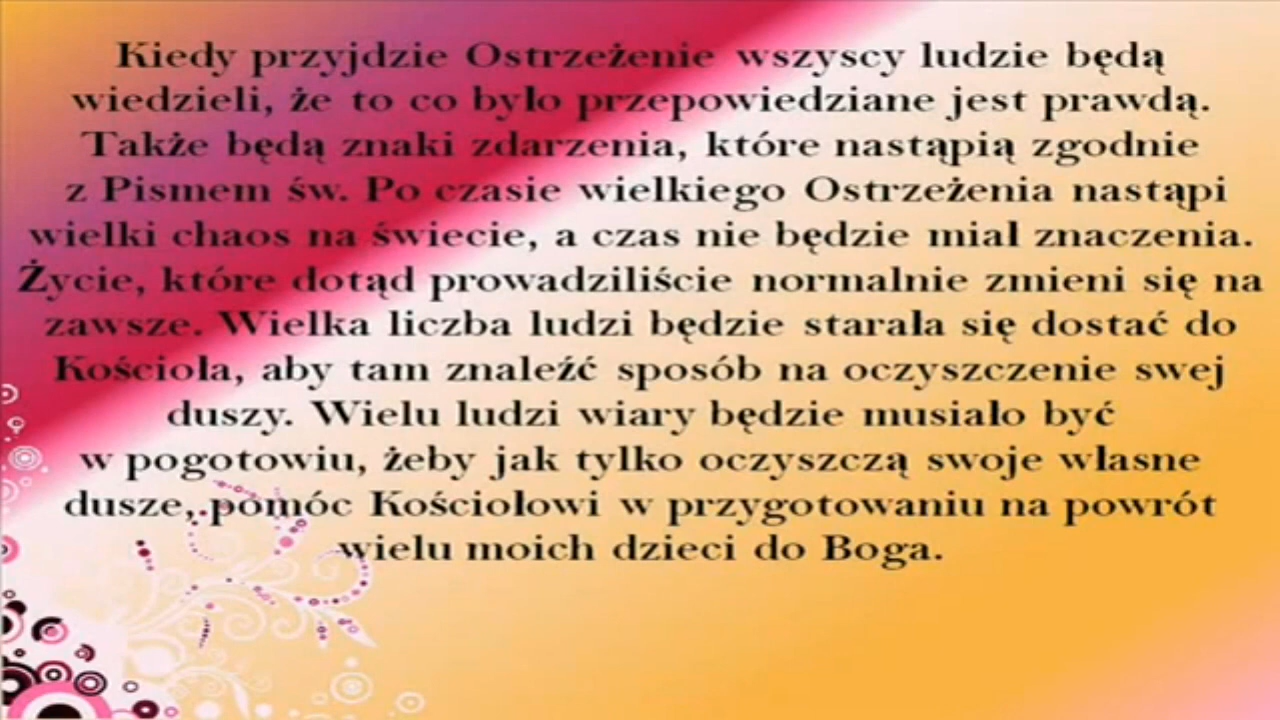 Kiedy przyjdzie Ostrzeżenie wszyscy ludzie będą
wiedzieli, że to co było przepowiedziane jest prawdą.
Także będą znaki zdarzenia, które nastąpią zgodnie
z Pismem św. Po czasie wielkiego Ostrzeżenia nastąpi
wielki chaos na świecie, a czas nie będzie miał znaczenia.
Życie, które dotąd prowadziliście normalnie zmieni się na
zawsze. Wielka liczba ludzi będzie starała się dostać do
Kościoła, aby tam znaleźć sposób na oczyszczenie swej
duszy. Wielu ludzi wiary będzie musiało być
w pogotowiu, żeby jak tylko oczyszczą swoje własne
dusze, pomóc Kościołowi w przygotowaniu na powrót
wielu moich dzieci do Boga.